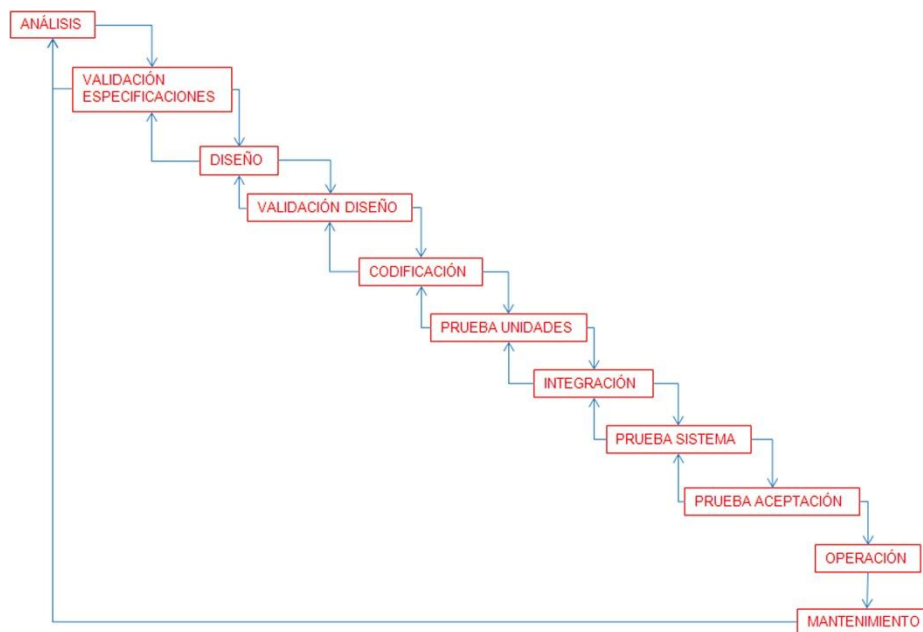 ANÁLISIS
VALIDACIÓN
ESPECIFICACIONES
DISEÑO
VALIDACIÓN DISEÑO
CODIFICACIÓN
PRUEBA UNIDADES
INTEGRACIÓN
PRUEBA SISTEMA
PRUEBA ACEPTACIÓN
OPERACIÓN
MANTENIMIENTO